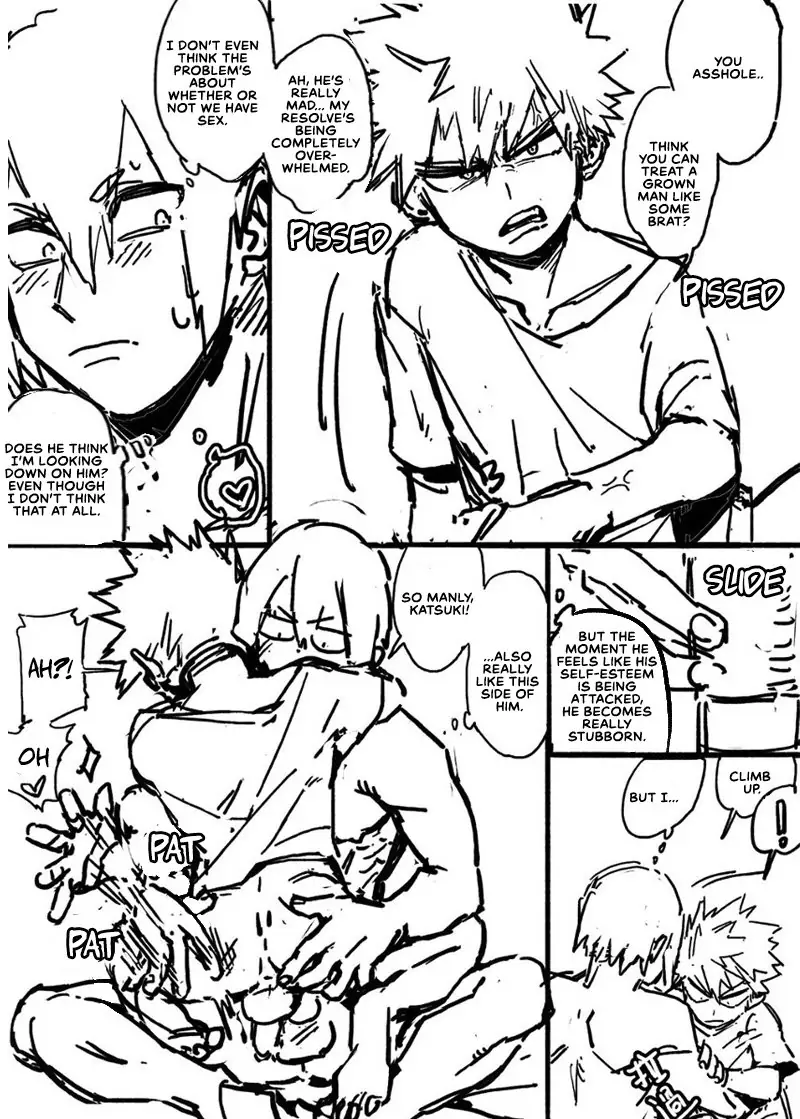 YOU
ASSHOLE..
THINK
YOU CAN
TREAT A
GROWN
MAN LIKE
SOME
BRAT?
PISSED
PISSED
AH, HE'S
REALLY
MAD... MY
RESOLVE'S
BEING
COMPLETELY
OVER-
WHELMED.
I DON'T EVEN
THINK THE
PROBLEM'S
ABOUT
WHETHER OR
NOT WE HAVE
SEX.
DOES HE THINK
I'M LOOKING
DOWN ON HIM?
EVEN THOUGH
I DON'T THINK
THAT AT ALL.
SLIDE
BUT THE
MOMENT HE
FEELS LIKE HIS
SELF-ESTEEM
IS BEING
ATTACKED,
HE BECOMES
REALLY
STUBBORN.
CLIMB
UP.
!
BUT I...
...ALSO
REALLY
LIKE THIS
SIDE OF
HIM.
SO MANLY,
KATSUKI!
AH?!
OH
PAT
PAT